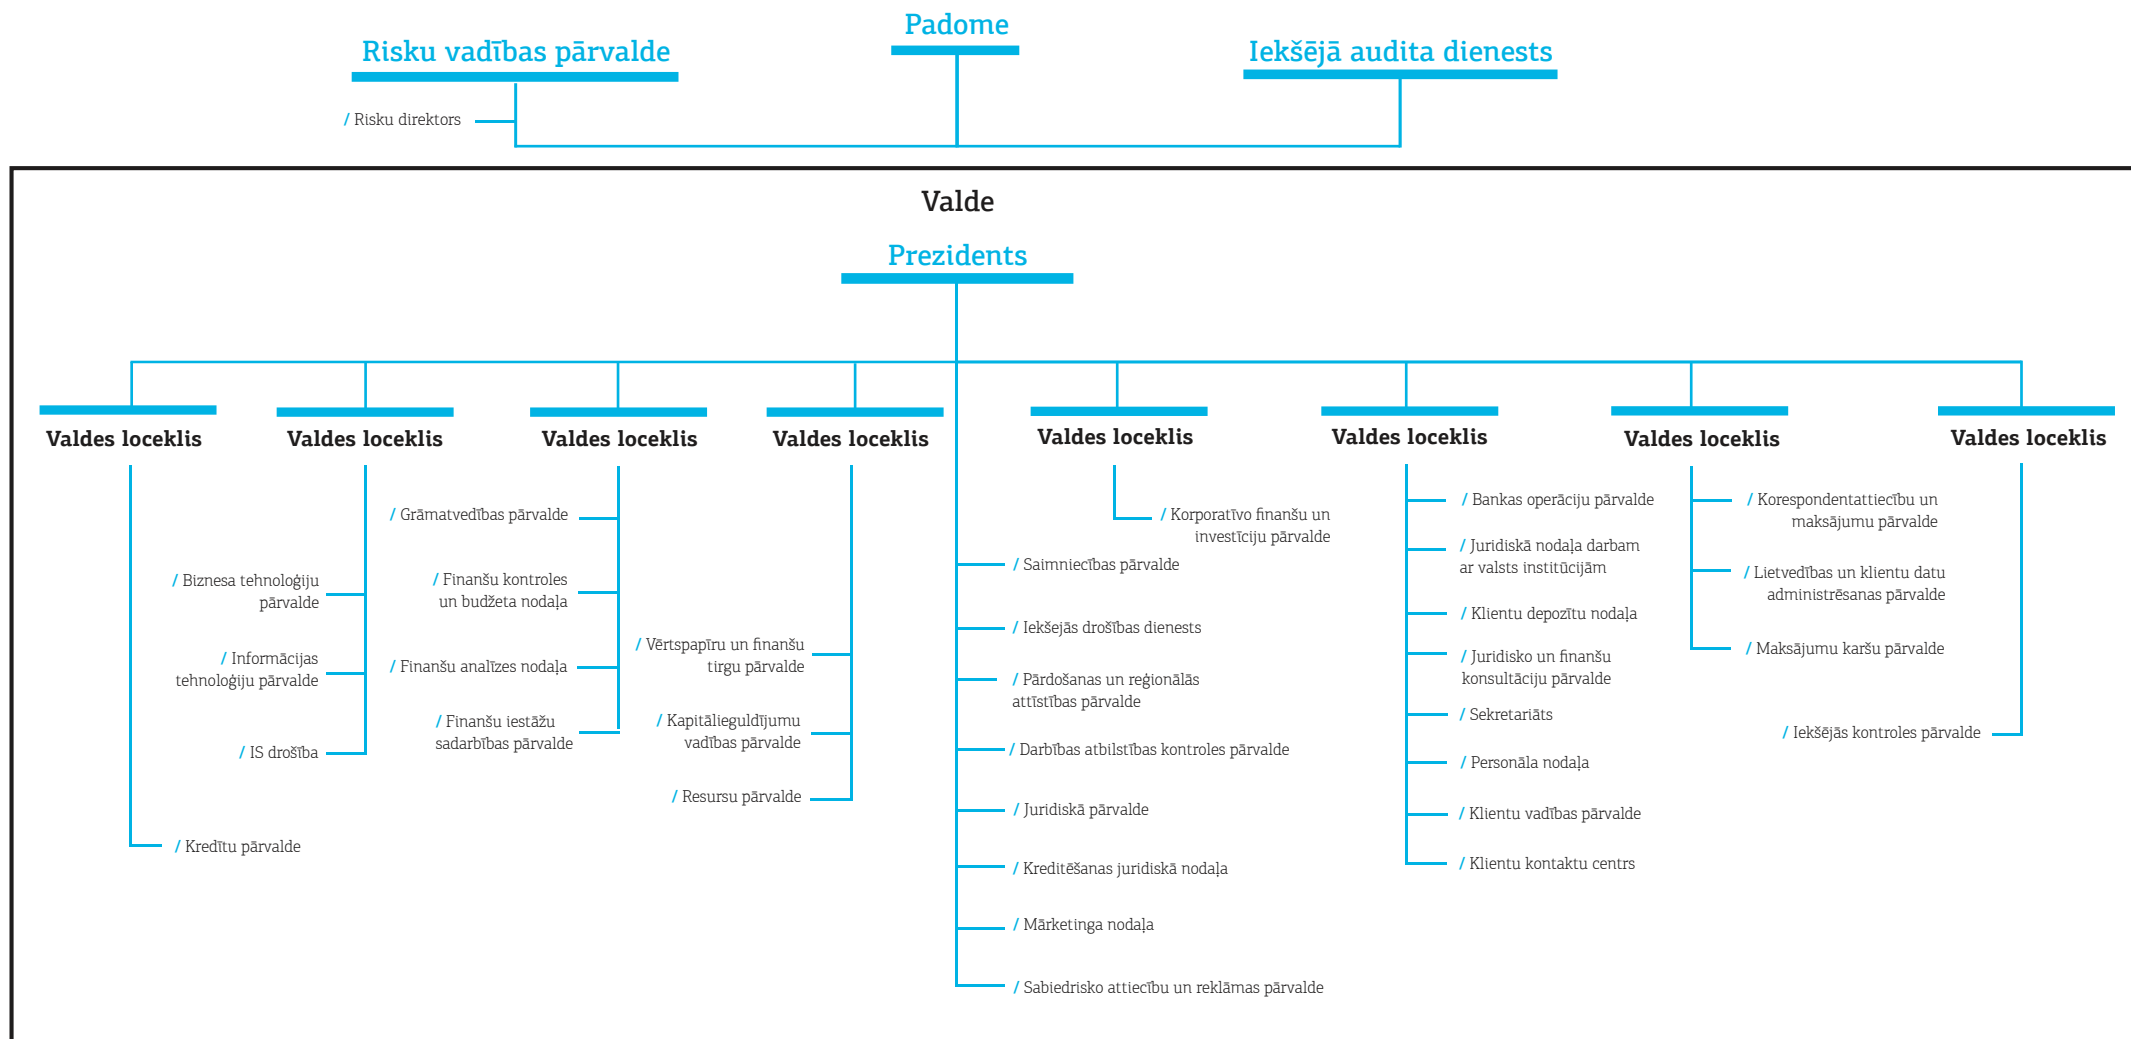 Padome
Risku vadības pārvalde
Iekšējā audita dienests
/ Risku direktors
Valde
Prezidents
Valdes loceklis
/ Kredītu pārvalde
Valdes loceklis
/ Biznesa tehnoloģiju
pārvalde
/ Informācijas
tehnoloģiju pārvalde
/ IS drošība
Valdes loceklis
/ Grāmatvedības pārvalde
/ Finanšu kontroles
un budžeta nodaļa
/ Finanšu analīzes nodaļa
/ Finanšu iestāžu
sadarbības pārvalde
Valdes loceklis
/ Vērtspapīru un finanšu
tirgu pārvalde
/ Kapitālieguldījumu
vadības pārvalde
/ Resursu pārvalde
/ Saimniecības pārvalde
/ Iekšejās drošības dienests
/ Pārdošanas un reģionālās
attīstības pārvalde
/ Darbības atbilstības kontroles pārvalde
/ Juridiskā pārvalde
/ Kreditēšanas juridiskā nodaļa
/ Mārketinga nodaļa
/ Sabiedrisko attiecību un reklāmas pārvalde
Valdes loceklis
/ Korporatīvo finanšu un
investīciju pārvalde
Valdes loceklis
/ Bankas operāciju pārvalde
/ Juridiskā nodaļa darbam
ar valsts institūcijām
/ Klientu depozītu nodaļa
/ Juridisko un finanšu
konsultāciju pārvalde
/ Sekretariāts
/ Personāla nodaļa
/ Klientu vadības pārvalde
/ Klientu kontaktu centrs
Valdes loceklis
/ Korespondentattiecību un
maksājumu pārvalde
/ Lietvedības un klientu datu
administrēsanas pārvalde
/ Maksājumu karšu pārvalde
Valdes loceklis
/ Iekšējās kontroles pārvalde